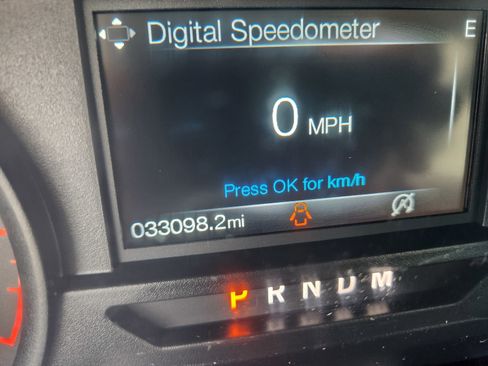 Digital Speedometer
E
0 MPH
Press OK for km/h
033098.2mi
P R N D M